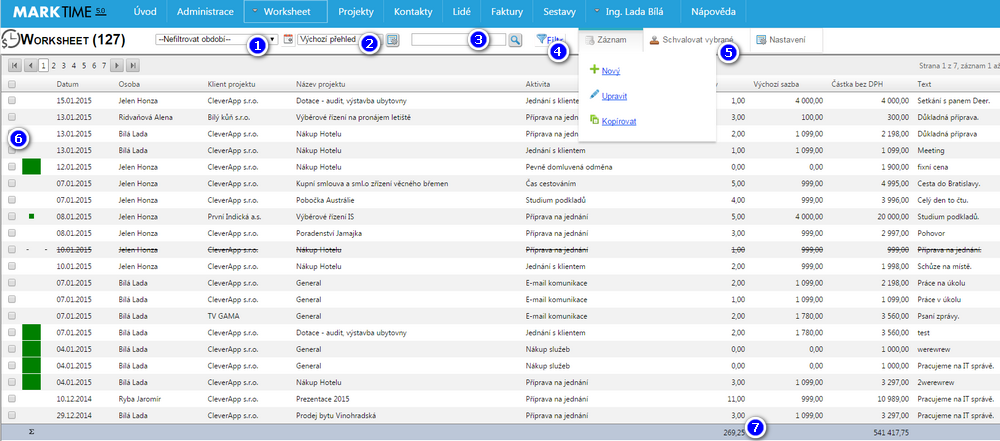 MARKTIME 5.0 Úvod Administrace Worksheet Projekty Kontakty Lidé Faktury Sestavy Ing. Lada Bílá Nápověda
WORKSHEET (127) --Nefiltrovat období-- 1 Výchozí přehled 2 3 Filtr 4 Záznam Schvalovat vybrané 5 Nastavení
1 2 3 4 5 6 7 Strana 1 z 7, záznam 1 až
Nový
Upravit
Kopírovat
Datum Osoba Klient projektu Název projektu Aktivita Výchozí sazba Částka bez DPH Text
15.01.2015 Jelen Honza CleverApp s.r.o. Dotace - audit, výstavba ubytovny Jednání s klientem 1,00 4 000,00 4 000,00 Setkání s panem Deer.
13.01.2015 Ridvaňová Alena Bílý kůň s.r.o. Výběrové řízení na pronájem letiště Příprava na jednání 3,00 100,00 300,00 Důkladná příprava.
6 13.01.2015 Jelen Honza CleverApp s.r.o. Nákup Hotelu Příprava na jednání 2,00 1 099,00 2 198,00 Důkladná příprava
13.01.2015 Bílá Lada CleverApp s.r.o. Nákup Hotelu Jednání s klientem 1,00 1 099,00 1 099,00 Meeting
12.01.2015 Jelen Honza CleverApp s.r.o. Nákup Hotelu Pevně domluvená odměna 0,00 0,00 1 900,00 fixní cena
07.01.2015 Jelen Honza CleverApp s.r.o. Kupní smlouva a sml.o zřízení věcného břemen Čas cestováním 5,00 999,00 4 995,00 Cesta do Bratislavy.
07.01.2015 Jelen Honza CleverApp s.r.o. Pobočka Austrálie Studium podkladů 4,00 999,00 3 996,00 Celý den to čtu.
08.01.2015 Jelen Honza První Indická a.s. Výběrové řízení IS Příprava na jednání 5,00 4 000,00 20 000,00 Studium podkladů.
08.01.2015 Jelen Honza CleverApp s.r.o. Poradenství Jamajka Příprava na jednání 3,00 999,00 2 997,00 Pohovor
- - 10.01.2015 Jelen Honza CleverApp s.r.o. Nákup Hotelu Příprava na jednání 1,00 999,00 999,00 Příprava na jednání.
10.01.2015 Jelen Honza CleverApp s.r.o. Nákup Hotelu Jednání s klientem 2,00 999,00 1 998,00 Schůze na místě.
07.01.2015 Bílá Lada CleverApp s.r.o. General E-mail komunikace 2,00 1 099,00 2 198,00 Práce na úkolu
07.01.2015 Bílá Lada CleverApp s.r.o. General E-mail komunikace 1,00 1 099,00 1 099,00 Práce v úkolu
07.01.2015 Bílá Lada TV GAMA General E-mail komunikace 2,00 1 780,00 3 560,00 Psaní zprávy.
07.01.2015 Bílá Lada CleverApp s.r.o. Dotace - audit, výstavba ubytovny Jednání s klientem 2,00 1 780,00 3 560,00 test
04.01.2015 Bílá Lada CleverApp s.r.o. General Nákup služeb 0,00 0,00 1 000,00 werewrew
04.01.2015 Bílá Lada CleverApp s.r.o. General Nákup služeb 0,00 0,00 1 000,00 Pracujeme na IT správě.
04.01.2015 Bílá Lada CleverApp s.r.o. Nákup Hotelu Příprava na jednání 3,00 1 099,00 3 297,00 2werewrew
10.12.2014 Ryba Jaromír CleverApp s.r.o. Prezentace 2015 Příprava na jednání 11,00 999,00 10 989,00 Pracujeme na IT správě.
29.12.2014 Bílá Lada CleverApp s.r.o. Prodej bytu Vinohradská Příprava na jednání 3,00 1 099,00 3 297,00 Pracujeme na IT správě.
Σ 269,25 7 541 417,75